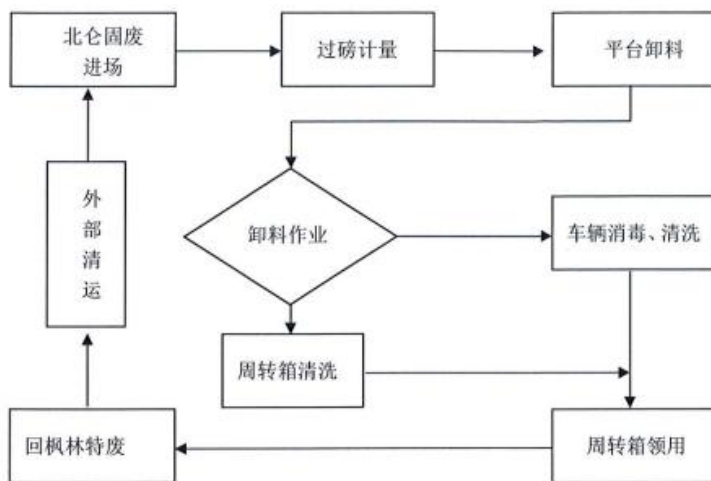 北仑固废
进场
过磅计量
平台卸料
外
部
清
运
卸料作业
车辆消毒、清洗
周转箱清洗
回枫林特废
周转箱领用